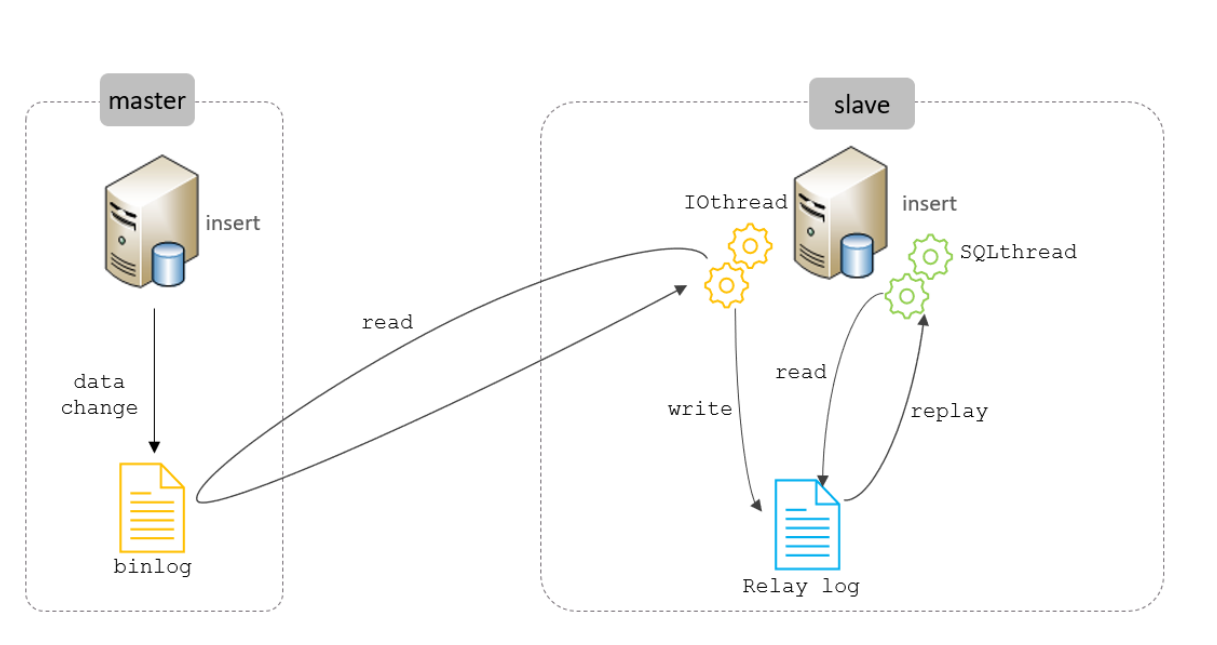 master
insert
data
change
binlog
read
slave
IOthread
insert
SQLthread
write
read
replay
Relay log